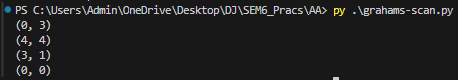 PS C:\Users\Admin\OneDrive\Desktop\DJ\SEM6_Pracs\AA> py .\grahams-scan.py
(0, 3)
(4, 4)
(3, 1)
(0, 0)